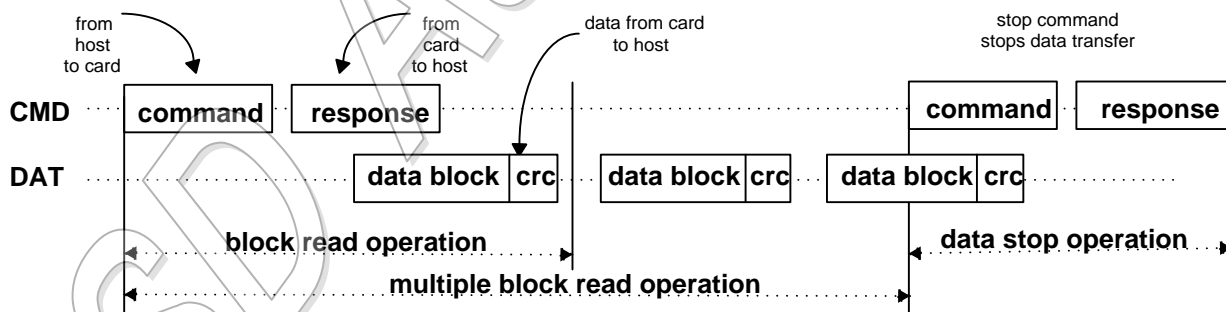 from
host
to card
from
card
to host
data from card
to host
stop command
stops data transfer
CMD
command
response
command
response
DAT
data block
crc
data block
crc
data block
crc
block read operation
data stop operation
multiple block read operation